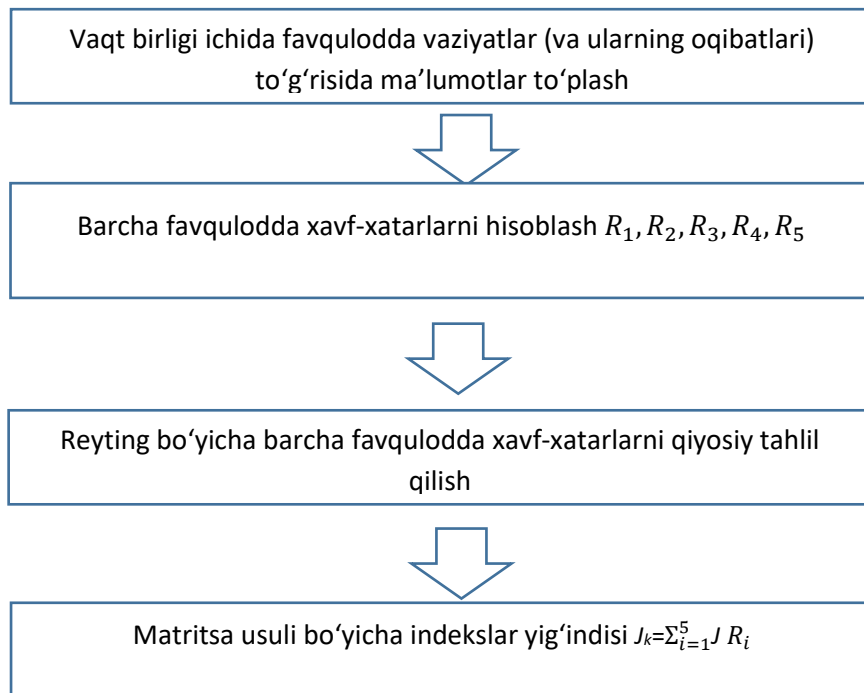 Vaqt birligi ichida favqulodda vaziyatlar (va ularning oqibatlari)
to‘g‘risida ma’lumotlar to‘plash
Barcha favqulodda xavf-xatarlarni hisoblash R₁, R₂, R₃, R₄, R₅
Reyting bo‘yicha barcha favqulodda xavf-xatarlarni qiyosiy tahlil
qilish
Matritsa usuli bo‘yicha indekslar yig‘indisi Jₖ=Σ⁵ᵢ₌₁J Rᵢ